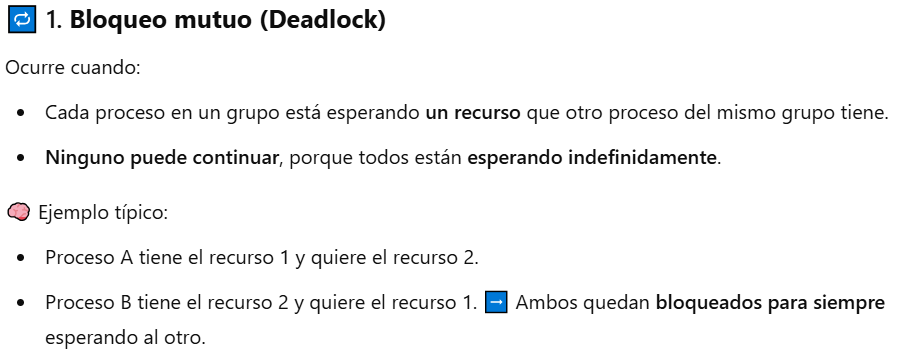 🔁 1. Bloqueo mutuo (Deadlock)
Ocurre cuando:
• Cada proceso en un grupo está esperando un recurso que otro proceso del mismo grupo tiene.
• Ninguno puede continuar, porque todos están esperando indefinidamente.
🧠 Ejemplo típico:
• Proceso A tiene el recurso 1 y quiere el recurso 2.
• Proceso B tiene el recurso 2 y quiere el recurso 1. ➡️ Ambos quedan bloqueados para siempre
esperando al otro.